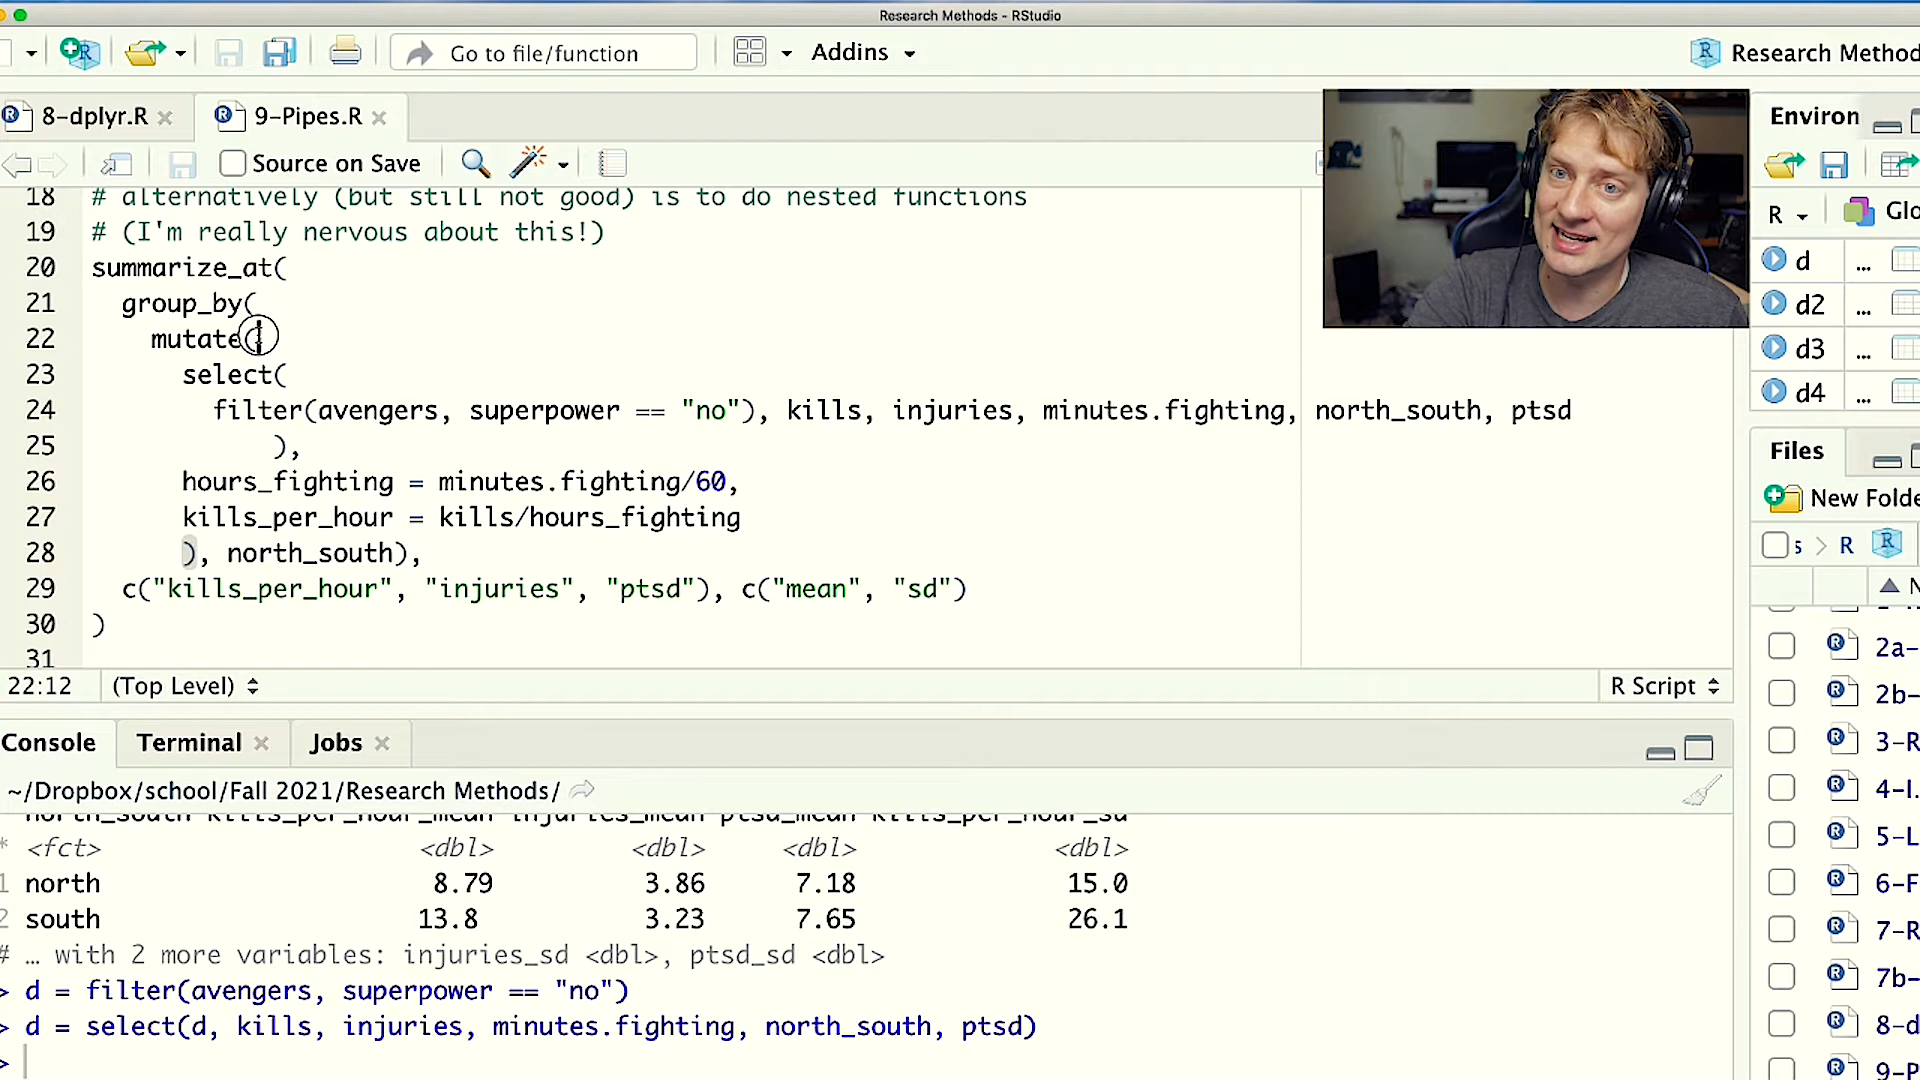 Research Methods - RStudio
Go to file/function
Addins
Research Method
8-dplyr.R
9-Pipes.R
Source on Save
18 # alternatively (but still not good) is to do nested functions
19 # (I'm really nervous about this!)
20 summarize_at(
21 group_by(
22 mutate(
23 select(
24 filter(avengers, superpower == "no"), kills, injuries, minutes.fighting, north_south, ptsd
25 ),
26 hours_fighting = minutes.fighting/60,
27 kills_per_hour = kills/hours_fighting
28 ), north_south),
29 c("kills_per_hour", "injuries", "ptsd"), c("mean", "sd")
30 )
31
22:12 (Top Level) R Script
Console Terminal Jobs
~/Dropbox/school/Fall 2021/Research Methods/
north_south kills_per_hour_mean injuries_mean ptsd_mean kills_per_hour_sd
* <fct> <dbl> <dbl> <dbl> <dbl>
1 north 8.79 3.86 7.18 15.0
2 south 13.8 3.23 7.65 26.1
# … with 2 more variables: injuries_sd <dbl>, ptsd_sd <dbl>
> d = filter(avengers, superpower == "no")
> d = select(d, kills, injuries, minutes.fighting, north_south, ptsd)
>
Environ
R Glo
d ...
d2 ...
d3 ...
d4 ...
Files
New Folde
s > R
N
2a-
2b-
3-R
4-I.
5-L
6-F
7-R
7b-
8-d
9-P